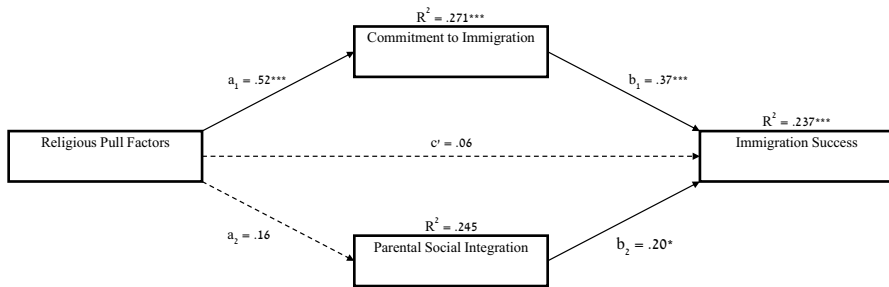 R² = .271***
Commitment to Immigration
a₁ = .52***
b₁ = .37***
R² = .237***
Religious Pull Factors
c′ = .06
Immigration Success
a₂ = .16
R² = .245
Parental Social Integration
b₂ = .20*